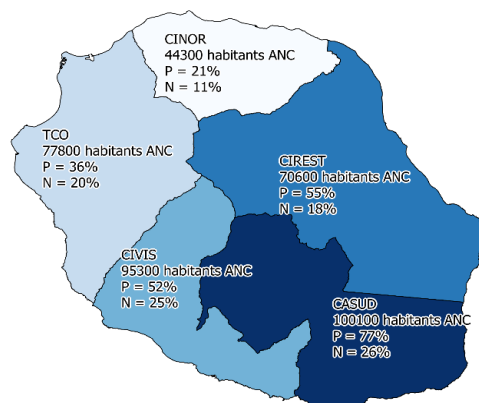 CINOR
44300 habitants ANC
P = 21%
N = 11%
TCO
77800 habitants ANC
P = 36%
N = 20%
CIREST
70600 habitants ANC
P = 55%
N = 18%
CIVIS
95300 habitants ANC
P = 52%
N = 25%
CASUD
100100 habitants ANC
P = 77%
N = 26%